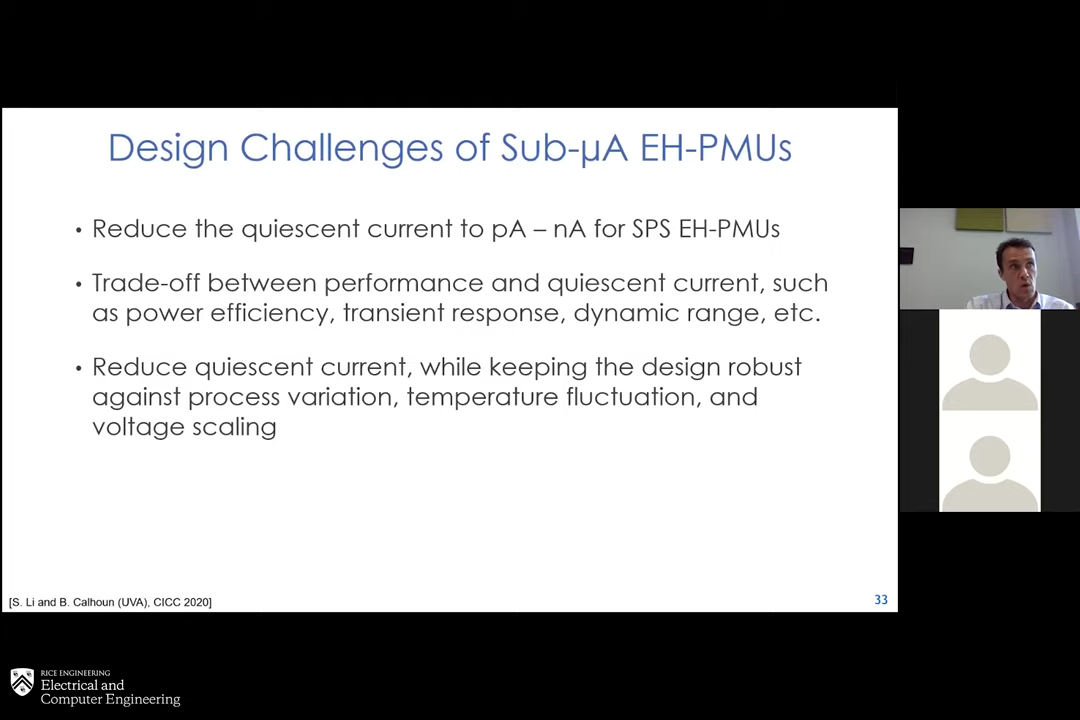 Design Challenges of Sub-µA EH-PMUs
• Reduce the quiescent current to pA – nA for SPS EH-PMUs
• Trade-off between performance and quiescent current, such
as power efficiency, transient response, dynamic range, etc.
• Reduce quiescent current, while keeping the design robust
against process variation, temperature fluctuation, and
voltage scaling
[S. Li and B. Calhoun (UVA), CICC 2020]
33
RICE ENGINEERING
Electrical and
Computer Engineering